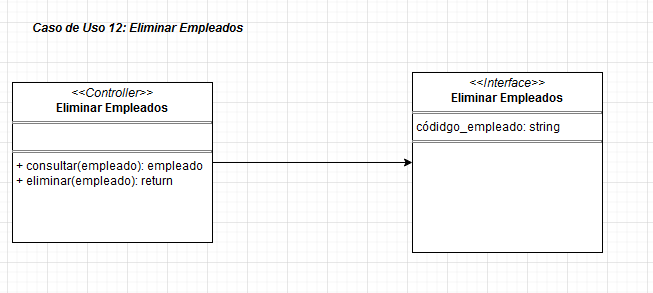 Caso de Uso 12: Eliminar Empleados
<<Controller>>
Eliminar Empleados
+ consultar(empleado): empleado
+ eliminar(empleado): return
<<Interface>>
Eliminar Empleados
códidgo_empleado: string